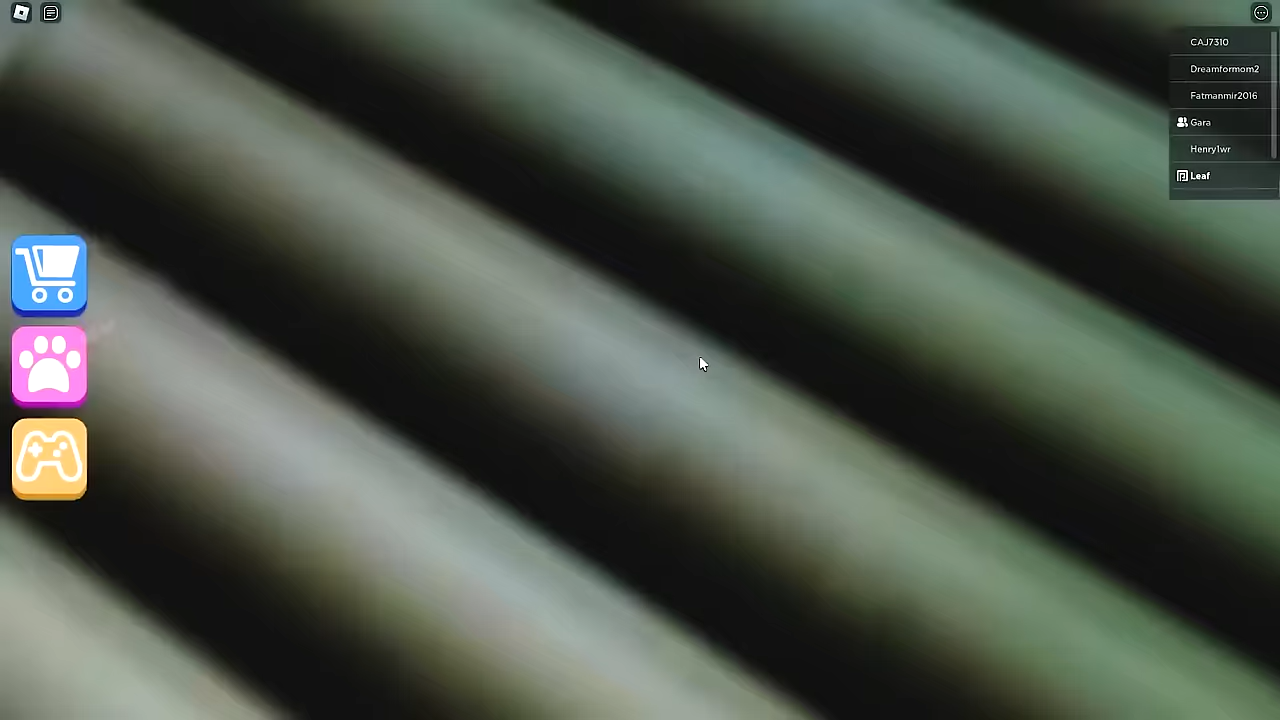 CAJ7310
Dreamformom2
Fatmanmir2016
Gara
Henry1wr
Leaf